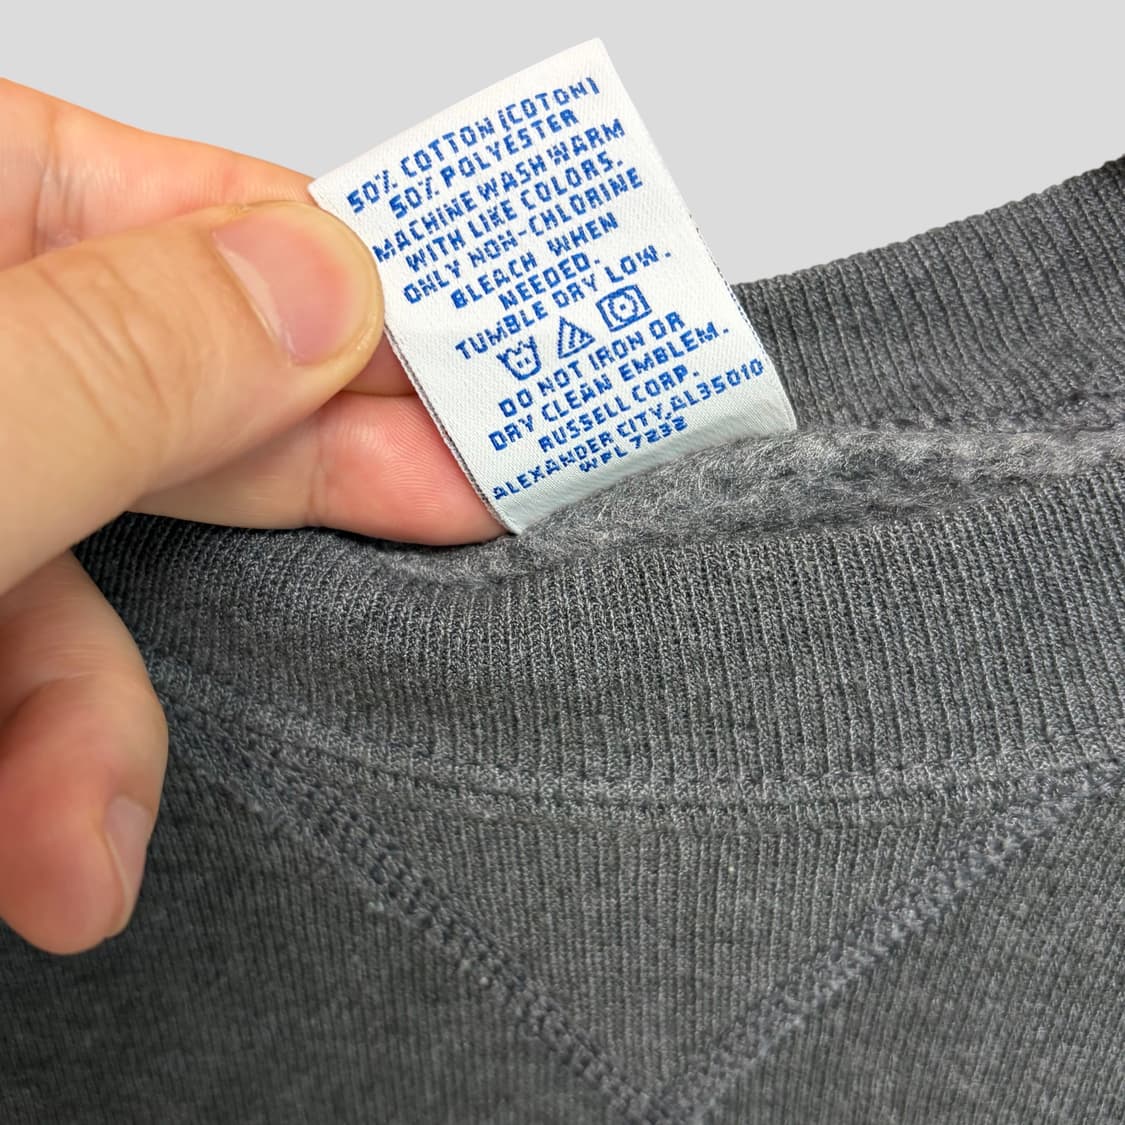 50% COTTON (COTON)
50% POLYESTER
MACHINE WASH WARM
WITH LIKE COLORS.
ONLY NON-CHLORINE
BLEACH WHEN
NEEDED.
TUMBLE DRY LOW.
DO NOT IRON OR
DRY CLEAN EMBLEM.
RUSSELL CORP.
ALEXANDER CITY, AL35010
WPL 7232